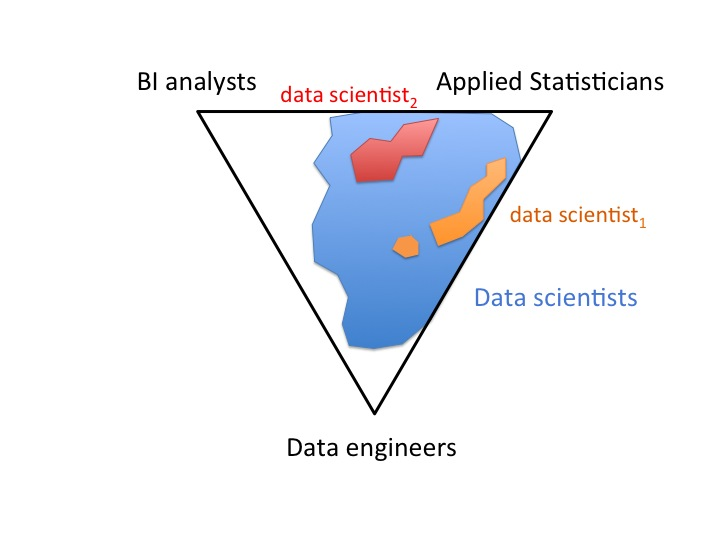 BI analysts
Applied Statisticians
data scientist₂
data scientist₁
Data scientists
Data engineers